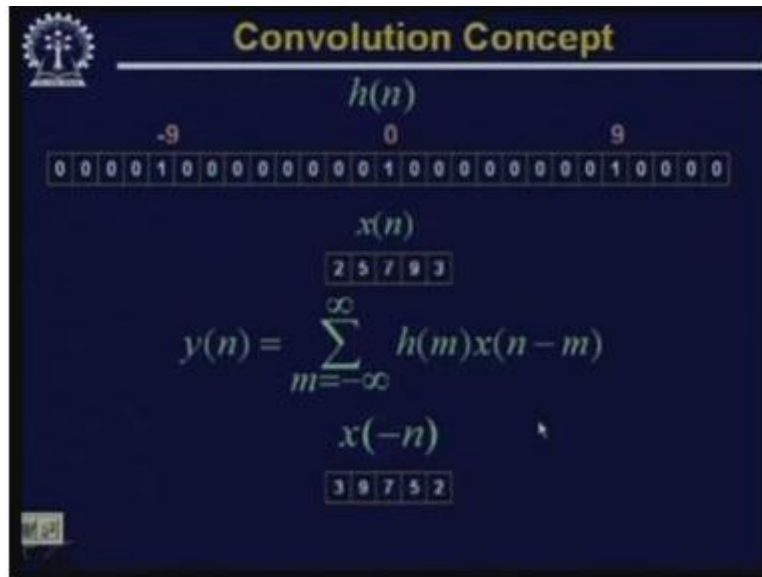 Convolution Concept
h(n)
-9 0 9
0 0 0 0 1 0 0 0 0 0 0 0 0 1 0 0 0 0 0 0 0 0 1 0 0 0 0
x(n)
2 5 7 9 3
y(n) = ∑_{m=-∞}^{∞} h(m)x(n-m)
x(-n)
3 9 7 5 2